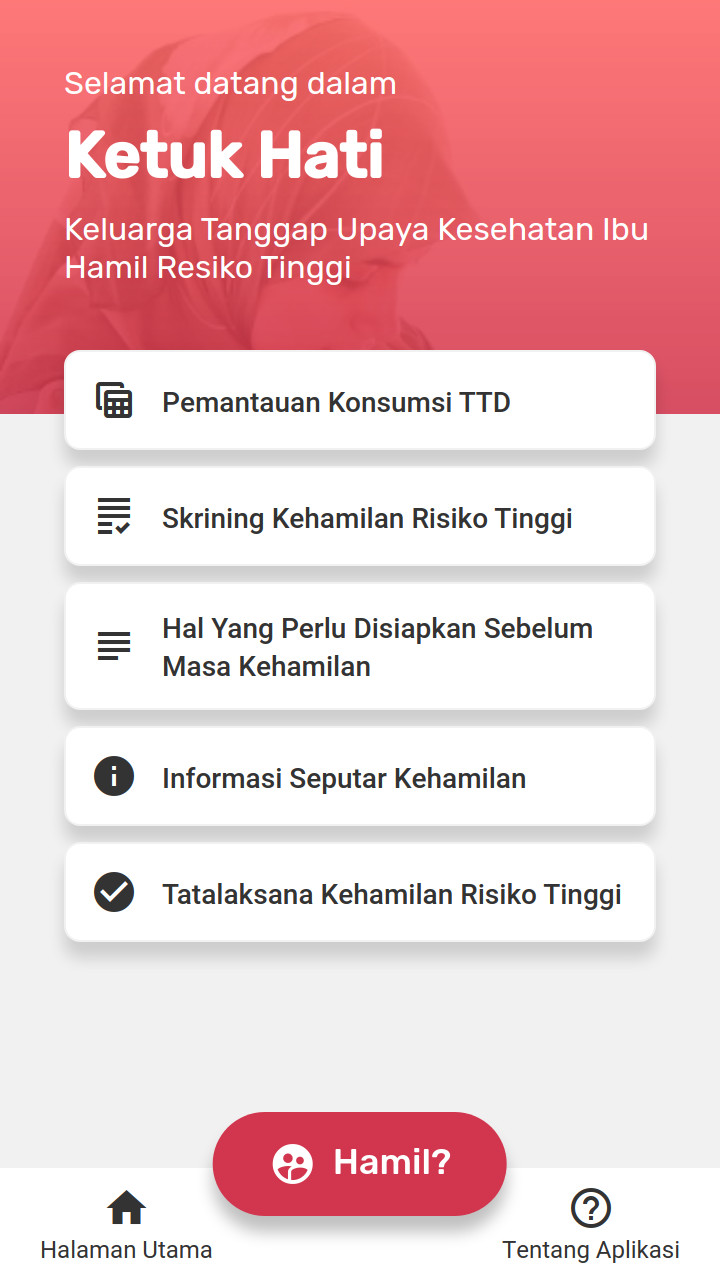 Selamat datang dalam
Ketuk Hati
Keluarga Tanggap Upaya Kesehatan Ibu
Hamil Resiko Tinggi
Pemantauan Konsumsi TTD
Skrining Kehamilan Risiko Tinggi
Hal Yang Perlu Disiapkan Sebelum
Masa Kehamilan
Informasi Seputar Kehamilan
Tatalaksana Kehamilan Risiko Tinggi
Hamil?
Halaman Utama
Tentang Aplikasi